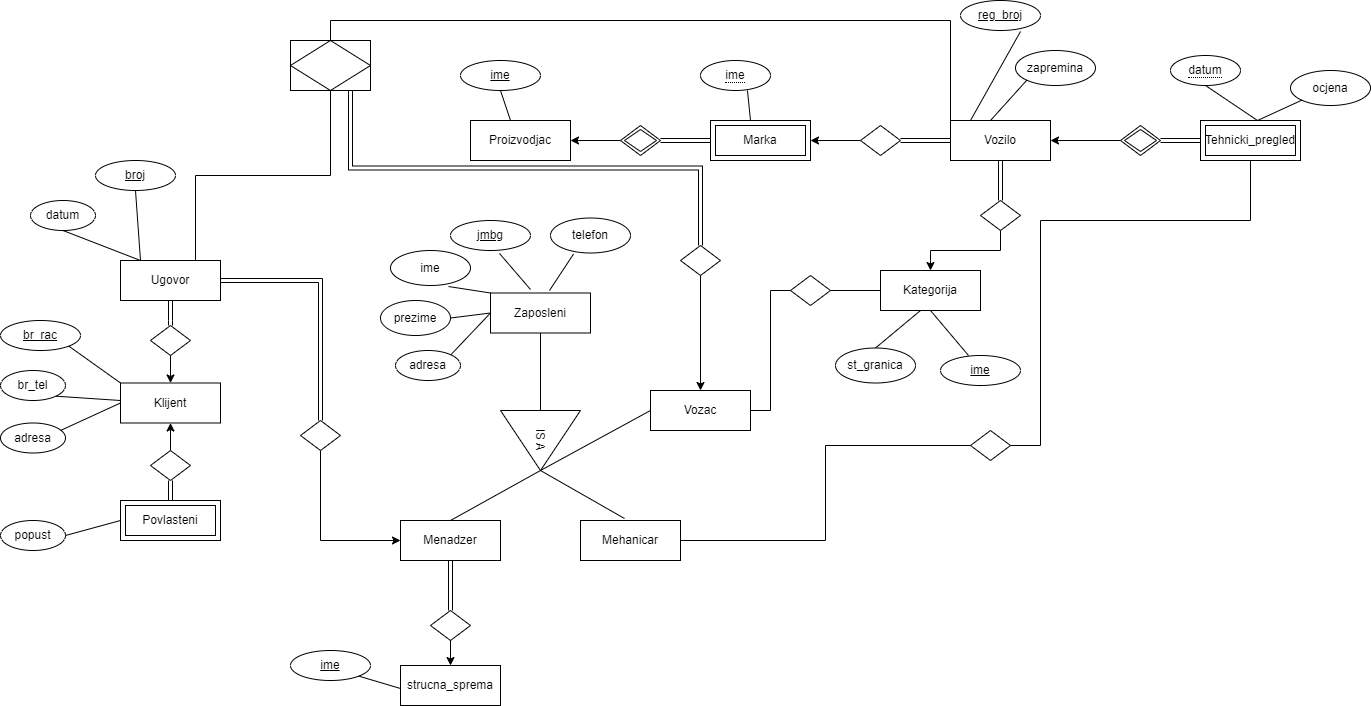 reg_broj
zapremina
ime
ime
datum
ocjena
Proizvodjac
Marka
Vozilo
Tehnicki_pregled
broj
datum
jmbg
telefon
ime
Ugovor
Kategorija
prezime
Zaposleni
br_rac
adresa
st_granica
ime
br_tel
Klijent
Vozac
adresa
IS A
Povlasteni
popust
Menadzer
Mehanicar
ime
strucna_sprema